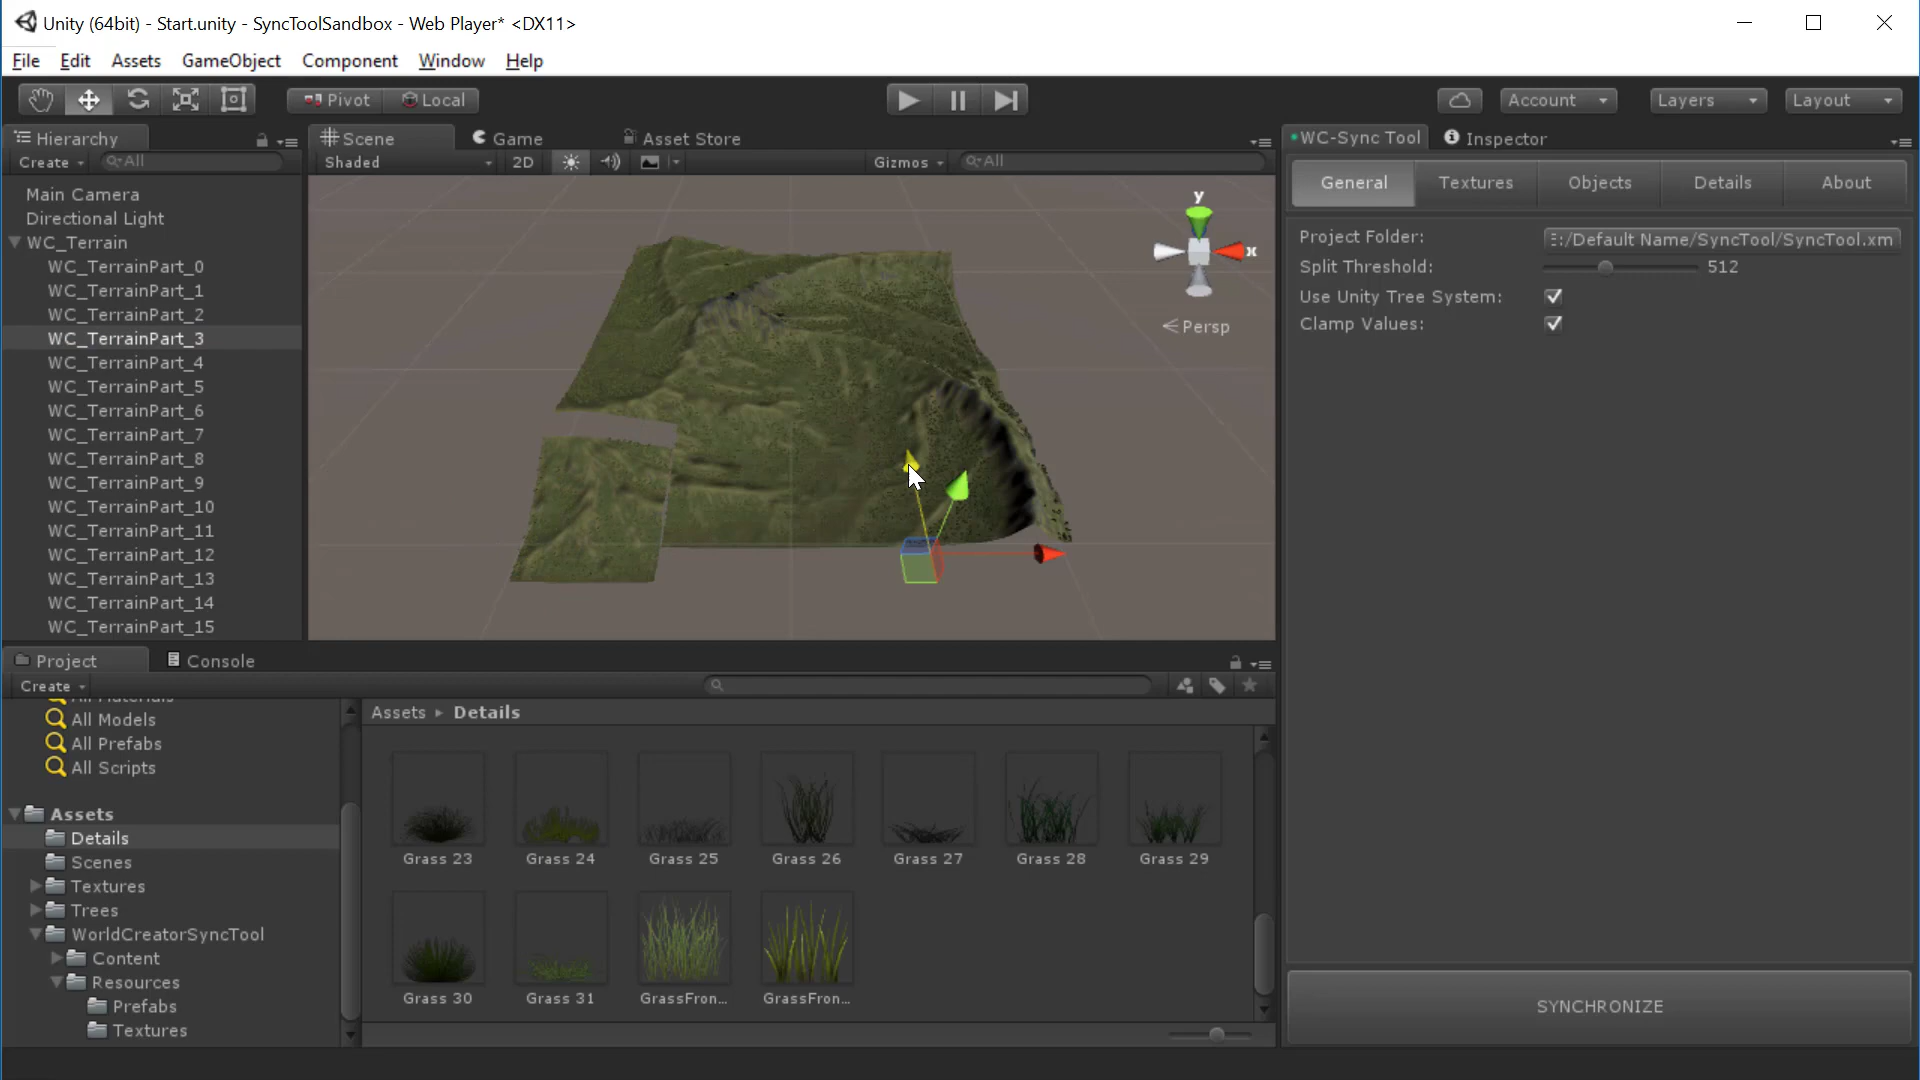 Unity (64bit) - Start.unity - SyncToolSandbox - Web Player* <DX11>
File Edit Assets GameObject Component Window Help
Pivot Local Account Layers Layout
Hierarchy
Create All
Main Camera
Directional Light
WC_Terrain
WC_TerrainPart_0
WC_TerrainPart_1
WC_TerrainPart_2
WC_TerrainPart_3
WC_TerrainPart_4
WC_TerrainPart_5
WC_TerrainPart_6
WC_TerrainPart_7
WC_TerrainPart_8
WC_TerrainPart_9
WC_TerrainPart_10
WC_TerrainPart_11
WC_TerrainPart_12
WC_TerrainPart_13
WC_TerrainPart_14
WC_TerrainPart_15
Scene Game Asset Store
Shaded 2D Gizmos All
y
x
Persp
WC-Sync Tool Inspector
General Textures Objects Details About
Project Folder: :/Default Name/SyncTool/SyncTool.xm
Split Threshold: 512
Use Unity Tree System:
Clamp Values:
SYNCHRONIZE
Project Console
Create
All Materials
All Models
All Prefabs
All Scripts
Assets
Details
Scenes
Textures
Trees
WorldCreatorSyncTool
Content
Resources
Prefabs
Textures
Assets Details
Grass 23 Grass 24 Grass 25 Grass 26 Grass 27 Grass 28 Grass 29
Grass 30 Grass 31 GrassFron... GrassFron...